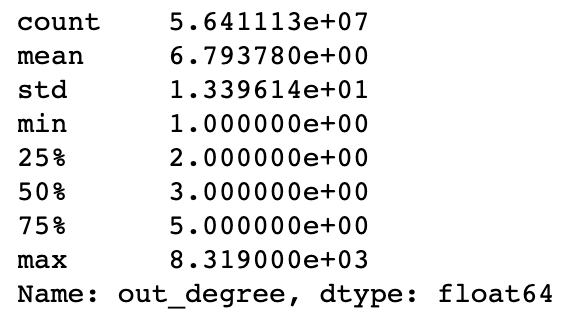 count    5.641113e+07
mean     6.793780e+00
std      1.339614e+01
min      1.000000e+00
25%      2.000000e+00
50%      3.000000e+00
75%      5.000000e+00
max      8.319000e+03
Name: out_degree, dtype: float64